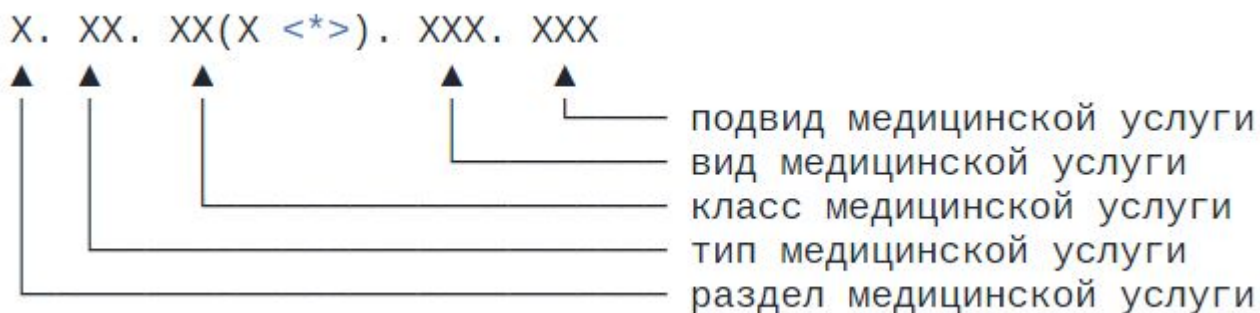 X. XX. XX(X <*>). XXX. XXX
подвид медицинской услуги
вид медицинской услуги
класс медицинской услуги
тип медицинской услуги
раздел медицинской услуги